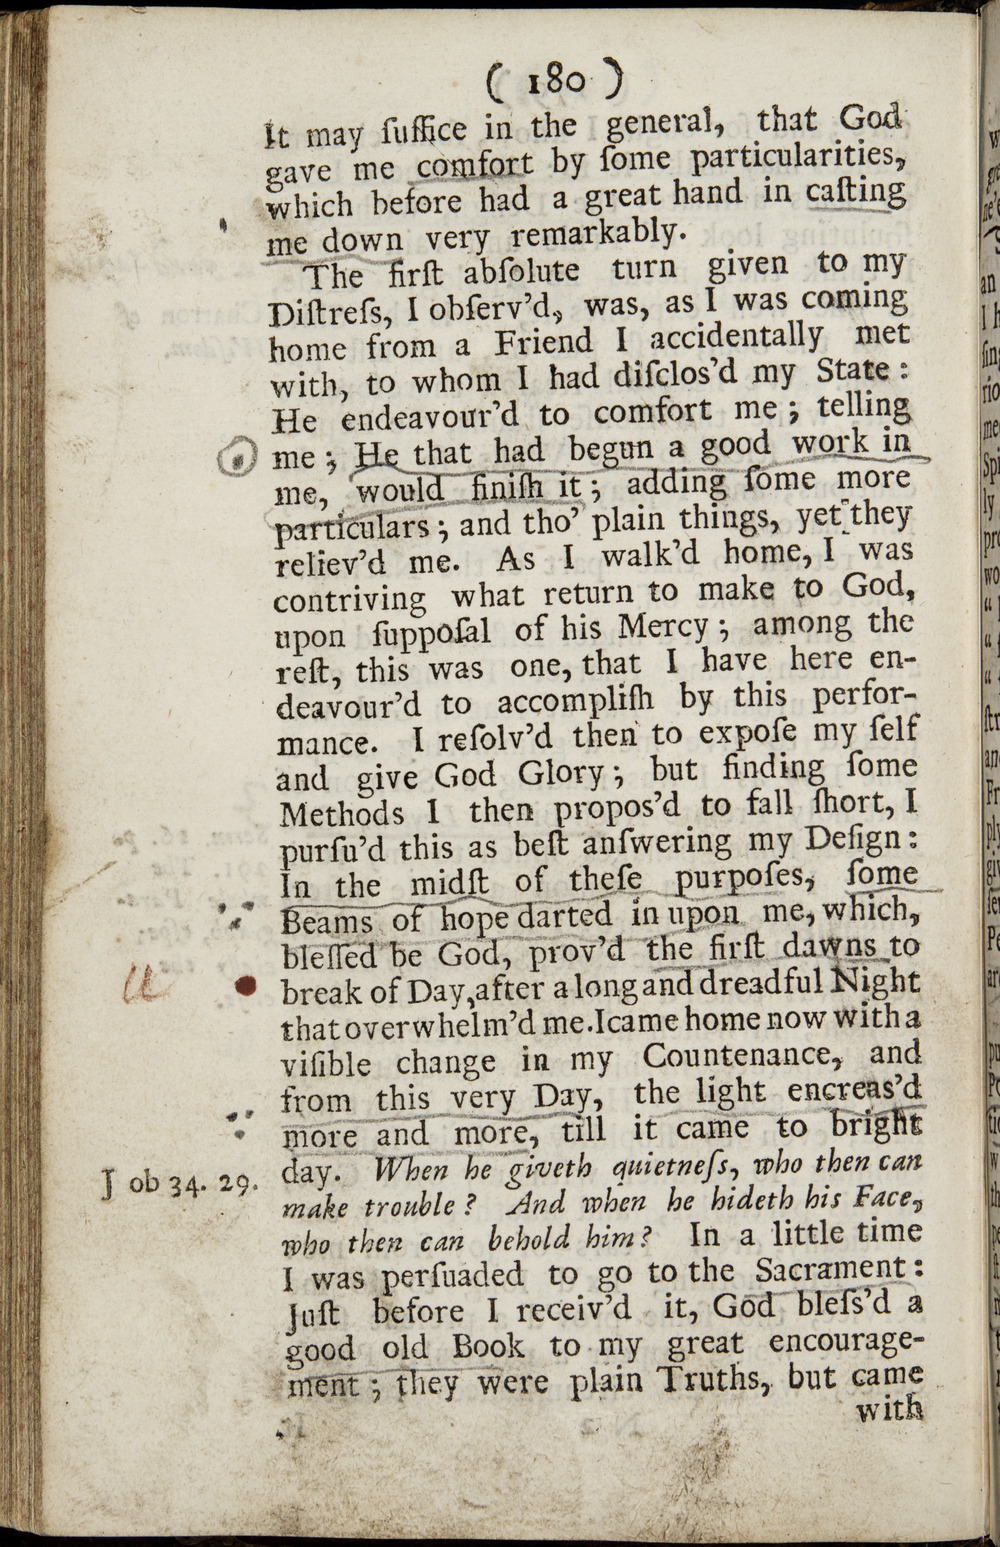 ( 180 )
It may ſuffice in the general, that God
gave me comfort by ſome particularities,
which before had a great hand in caſting
me down very remarkably.
The firſt abſolute turn given to my
Diſtreſs, I obſerv'd, was, as I was coming
home from a Friend I accidentally met
with, to whom I had diſclos'd my State :
He endeavour'd to comfort me ; telling
me ; He that had begun a good work in
me, would finiſh it ; adding ſome more
particulars ; and tho' plain things, yet they
reliev'd me. As I walk'd home, I was
contriving what return to make to God,
upon ſuppoſal of his Mercy ; among the
reſt, this was one, that I have here en-
deavour'd to accompliſh by this perfor-
mance. I reſolv'd then to expoſe my ſelf
and give God Glory ; but finding ſome
Methods I then propos'd to fall ſhort, I
purſu'd this as beſt anſwering my Deſign :
In the midſt of theſe purpoſes, ſome
Beams of hope darted in upon me, which,
bleſſed be God, prov'd the firſt dawns to
break of Day, after a long and dreadful Night
that overwhelm'd me. I came home now with a
viſible change in my Countenance, and
from this very Day, the light encreas'd
more and more, till it came to bright
Job 34. 29. day. When he giveth quietneſs, who then can
make trouble ? And when he hideth his Face,
who then can behold him ? In a little time
I was perſuaded to go to the Sacrament :
Juſt before I receiv'd it, God bleſs'd a
good old Book to my great encourage-
ment ; they were plain Truths, but came
with